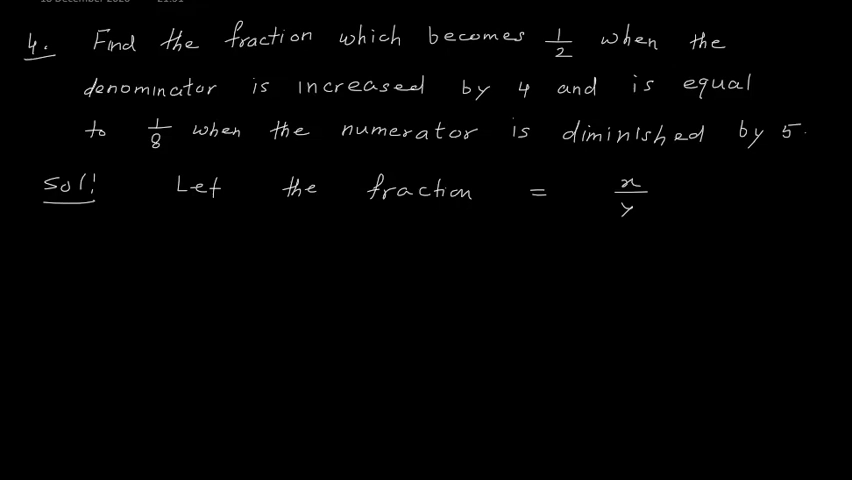 4. Find the fraction which becomes 1/2 when the
denominator is increased by 4 and is equal
to 1/8 when the numerator is diminished by 5.
Sol: Let the fraction = x/y